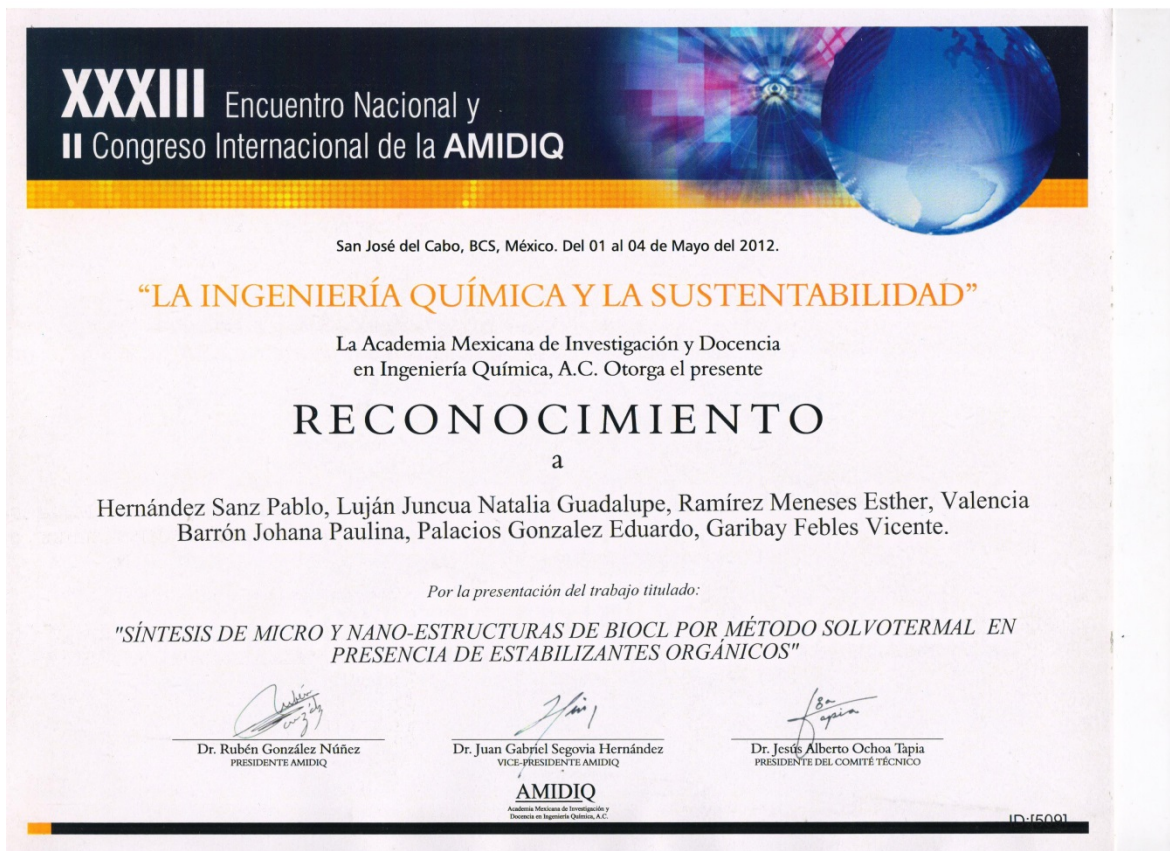 XXXIII Encuentro Nacional y
II Congreso Internacional de la AMIDIQ
San José del Cabo, BCS, México. Del 01 al 04 de Mayo del 2012.
“LA INGENIERÍA QUÍMICA Y LA SUSTENTABILIDAD”
La Academia Mexicana de Investigación y Docencia
en Ingeniería Química, A.C. Otorga el presente
RECONOCIMIENTO
a
Hernández Sanz Pablo, Luján Juncua Natalia Guadalupe, Ramírez Meneses Esther, Valencia
Barrón Johana Paulina, Palacios Gonzalez Eduardo, Garibay Febles Vicente.
Por la presentación del trabajo titulado:
"SÍNTESIS DE MICRO Y NANO-ESTRUCTURAS DE BIOCL POR MÉTODO SOLVOTERMAL EN
PRESENCIA DE ESTABILIZANTES ORGÁNICOS"
Dr. Rubén González Núñez
PRESIDENTE AMIDIQ
Dr. Juan Gabriel Segovia Hernández
VICE-PRESIDENTE AMIDIQ
Dr. Jesús Alberto Ochoa Tapia
PRESIDENTE DEL COMITÉ TÉCNICO
AMIDIQ
Academia Mexicana de Investigación y
Docencia en Ingeniería Química, A.C.
ID:[509]